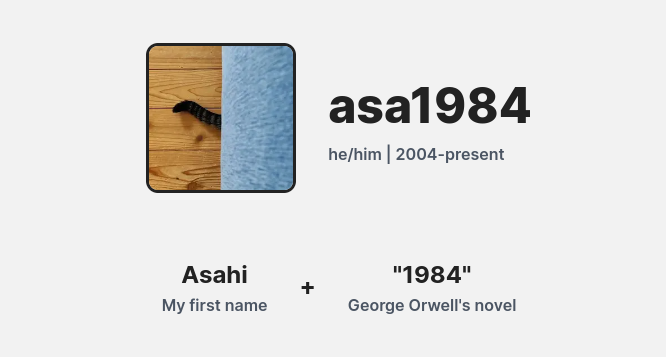 asa1984
he/him | 2004-present
Asahi + "1984"
My first name George Orwell's novel